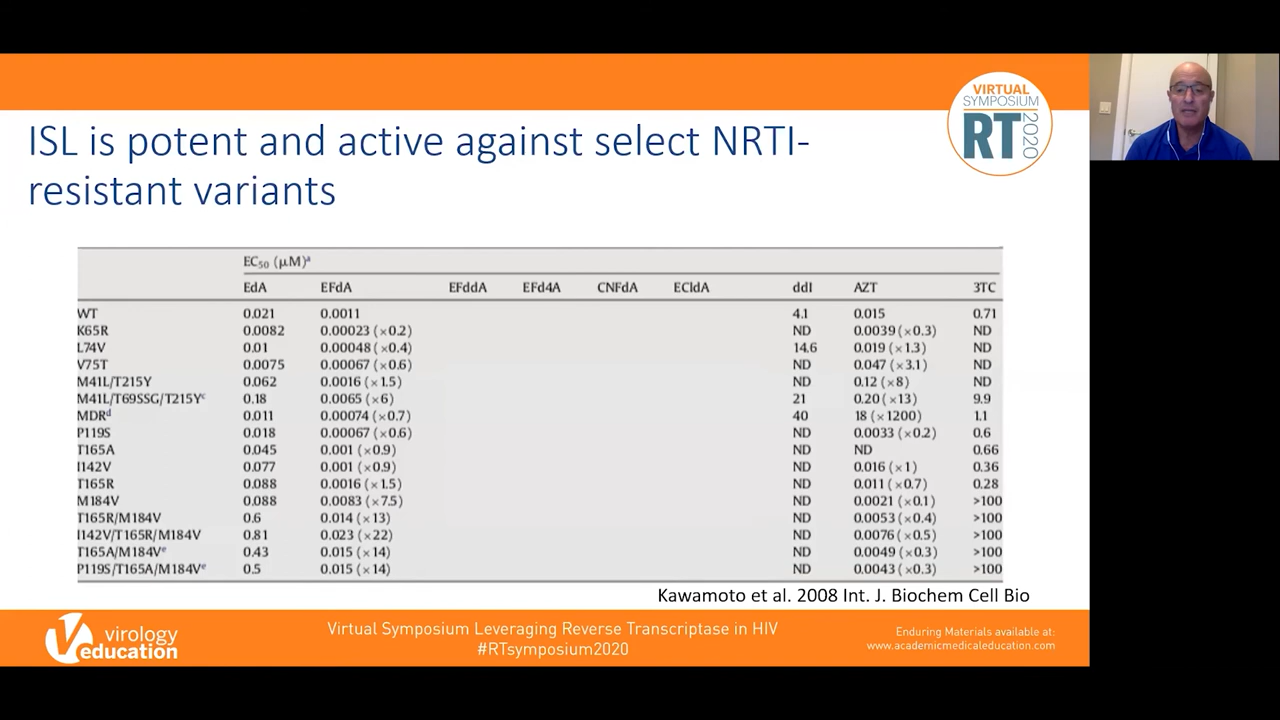 VIRTUAL
SYMPOSIUM
RT
2020
ISL is potent and active against select NRTI-
resistant variants
EC50 (μM)a
EdA EFdA EFddA EFd4A CNFdA ECldA ddI AZT 3TC
WT 0.021 0.0011 4.1 0.015 0.71
K65R 0.0082 0.00023 (×0.2) ND 0.0039 (×0.3) ND
L74V 0.01 0.00048 (×0.4) 14.6 0.019 (×1.3) ND
V75T 0.0075 0.00067 (×0.6) ND 0.047 (×3.1) ND
M41L/T215Y 0.062 0.0016 (×1.5) ND 0.12 (×8) ND
M41L/T69SSG/T215Yc 0.18 0.0065 (×6) 21 0.20 (×13) 9.9
MDRd 0.011 0.00074 (×0.7) 40 18 (×1200) 1.1
P119S 0.018 0.00067 (×0.6) ND 0.0033 (×0.2) 0.6
T165A 0.045 0.001 (×0.9) ND ND 0.66
I142V 0.077 0.001 (×0.9) ND 0.016 (×1) 0.36
T165R 0.088 0.0016 (×1.5) ND 0.011 (×0.7) 0.28
M184V 0.088 0.0083 (×7.5) ND 0.0021 (×0.1) >100
T165R/M184V 0.6 0.014 (×13) ND 0.0053 (×0.4) >100
I142V/T165R/M184V 0.81 0.023 (×22) ND 0.0076 (×0.5) >100
T165A/M184Ve 0.43 0.015 (×14) ND 0.0049 (×0.3) >100
P119S/T165A/M184Ve 0.5 0.015 (×14) ND 0.0043 (×0.3) >100
Kawamoto et al. 2008 Int. J. Biochem Cell Bio
virology
education
Virtual Symposium Leveraging Reverse Transcriptase in HIV
#RTsymposium2020
Enduring Materials available at:
www.academicmedicaleducation.com